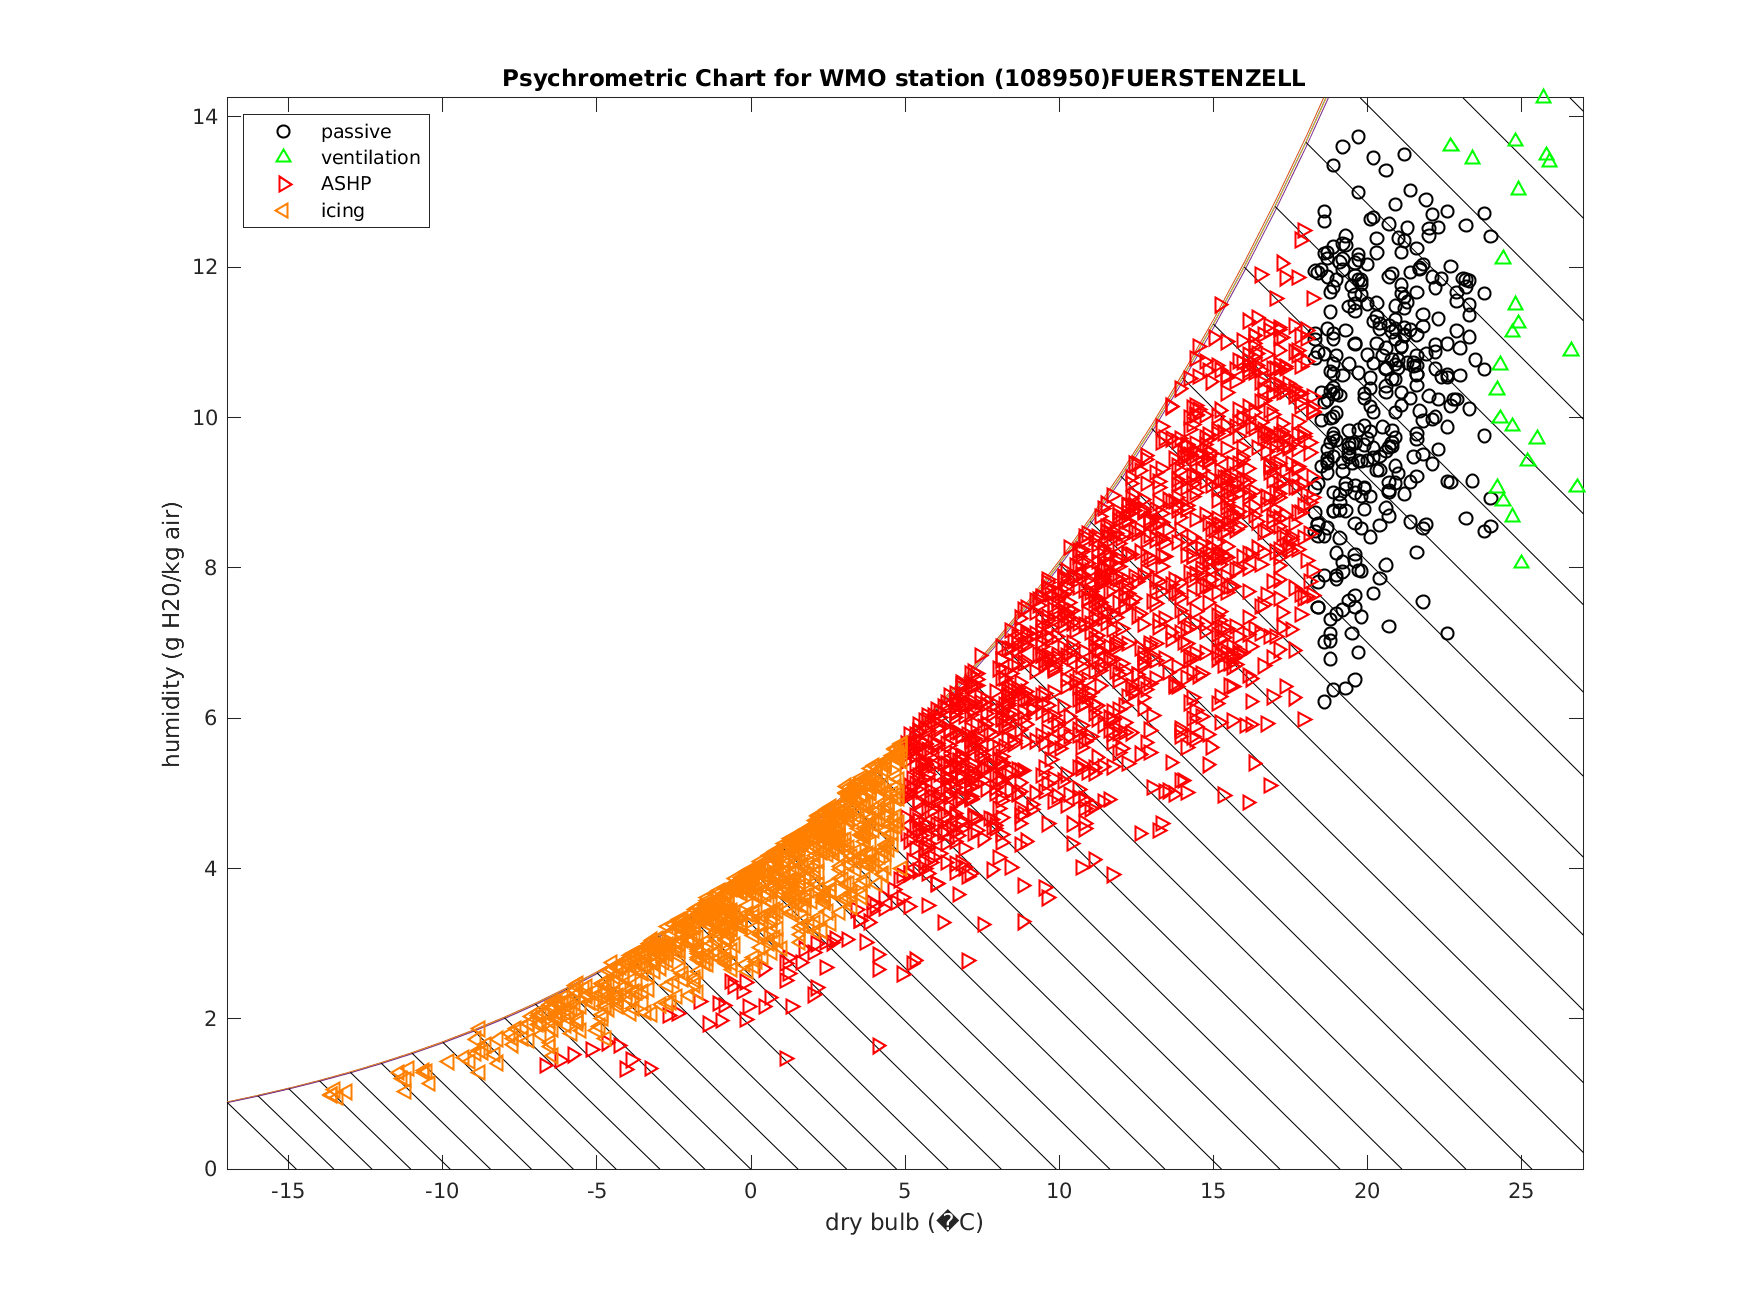 Psychrometric Chart for WMO station (108950)FUERSTENZELL
passive
ventilation
ASHP
icing
14
12
10
8
6
4
2
0
humidity (g H20/kg air)
-15 -10 -5 0 5 10 15 20 25
dry bulb (�C)